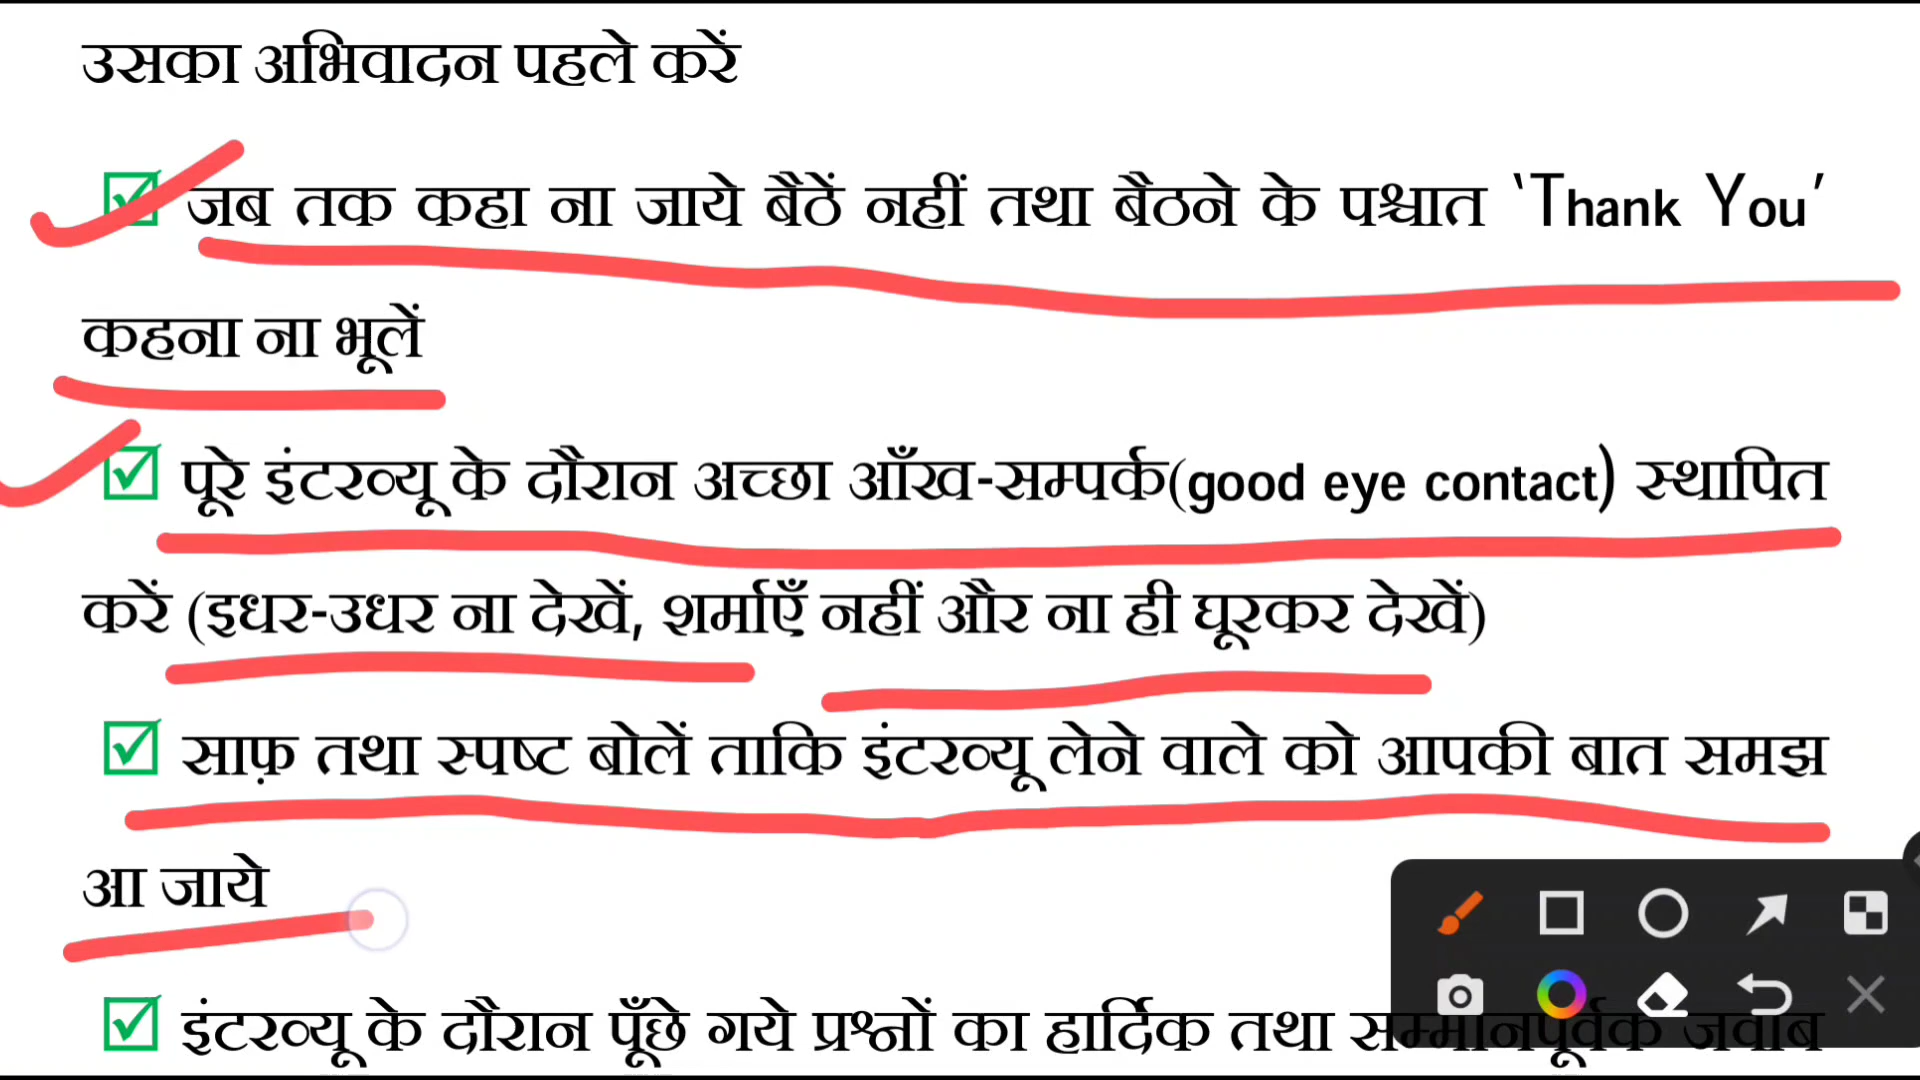 उसका अभिवादन पहले करें
जब तक कहा ना जाये बैठें नहीं तथा बैठने के पश्चात 'Thank You'
कहना ना भूलें
पूरे इंटरव्यू के दौरान अच्छा आँख-सम्पर्क(good eye contact) स्थापित
करें (इधर-उधर ना देखें, शर्माएँ नहीं और ना ही घूरकर देखें)
साफ़ तथा स्पष्ट बोलें ताकि इंटरव्यू लेने वाले को आपकी बात समझ
आ जाये
इंटरव्यू के दौरान पूँछे गये प्रश्नों का हार्दिक तथा सम्मानपूर्वक जवाब